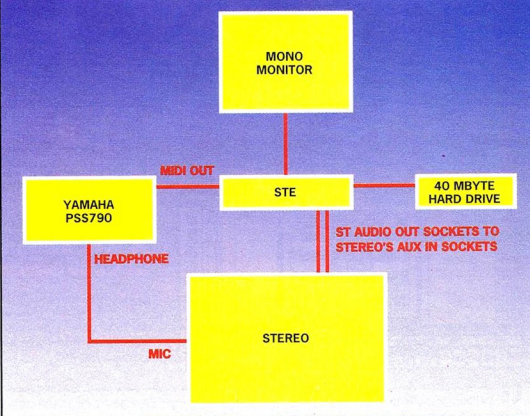 MONO
MONITOR
MIDI OUT
STE
40 MBYTE
HARD DRIVE
YAMAHA
PSS790
ST AUDIO OUT SOCKETS TO
STEREO'S AUX IN SOCKETS
HEADPHONE
STEREO
MIC